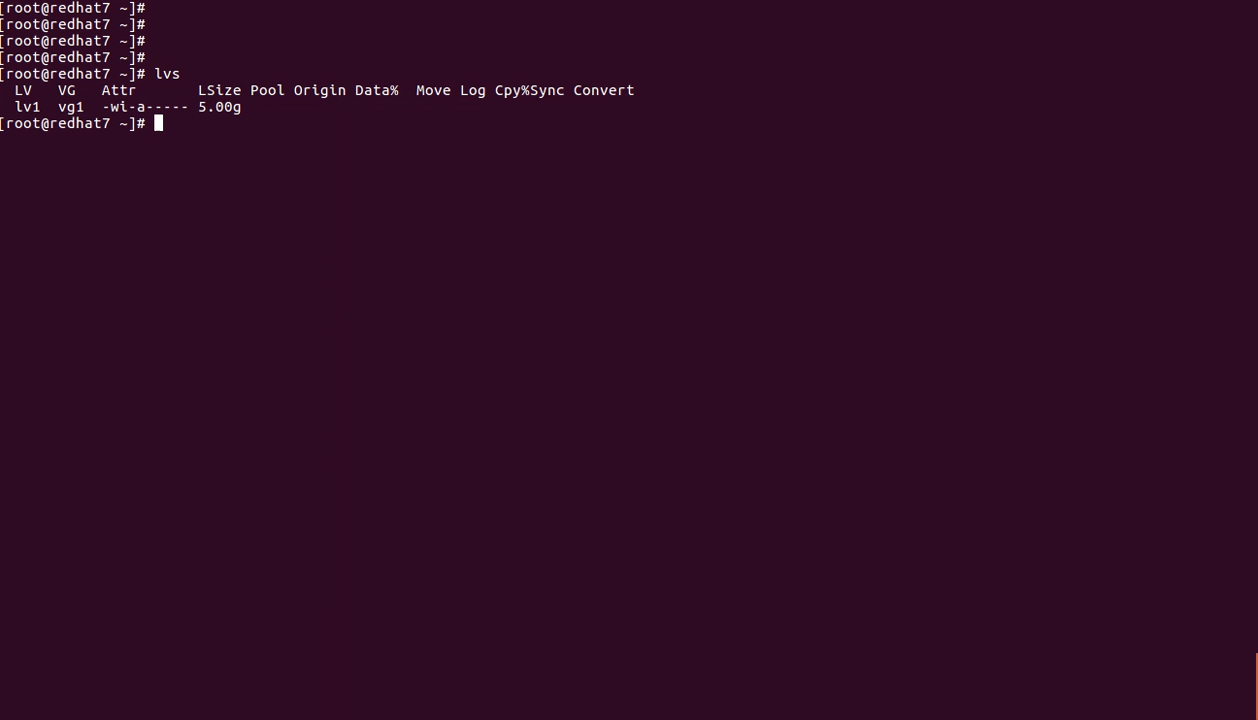 [root@redhat7 ~]#
[root@redhat7 ~]#
[root@redhat7 ~]#
[root@redhat7 ~]#
[root@redhat7 ~]# lvs
  LV   VG   Attr       LSize Pool Origin Data%  Move Log Cpy%Sync Convert
  lv1  vg1  -wi-a----- 5.00g
[root@redhat7 ~]#